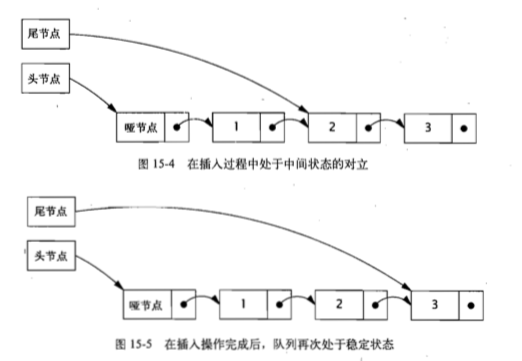 尾节点
头节点
哑节点 1 2 3
图 15-4 在插入过程中处于中间状态的对立
尾节点
头节点
哑节点 1 2 3
图 15-5 在插入操作完成后，队列再次处于稳定状态